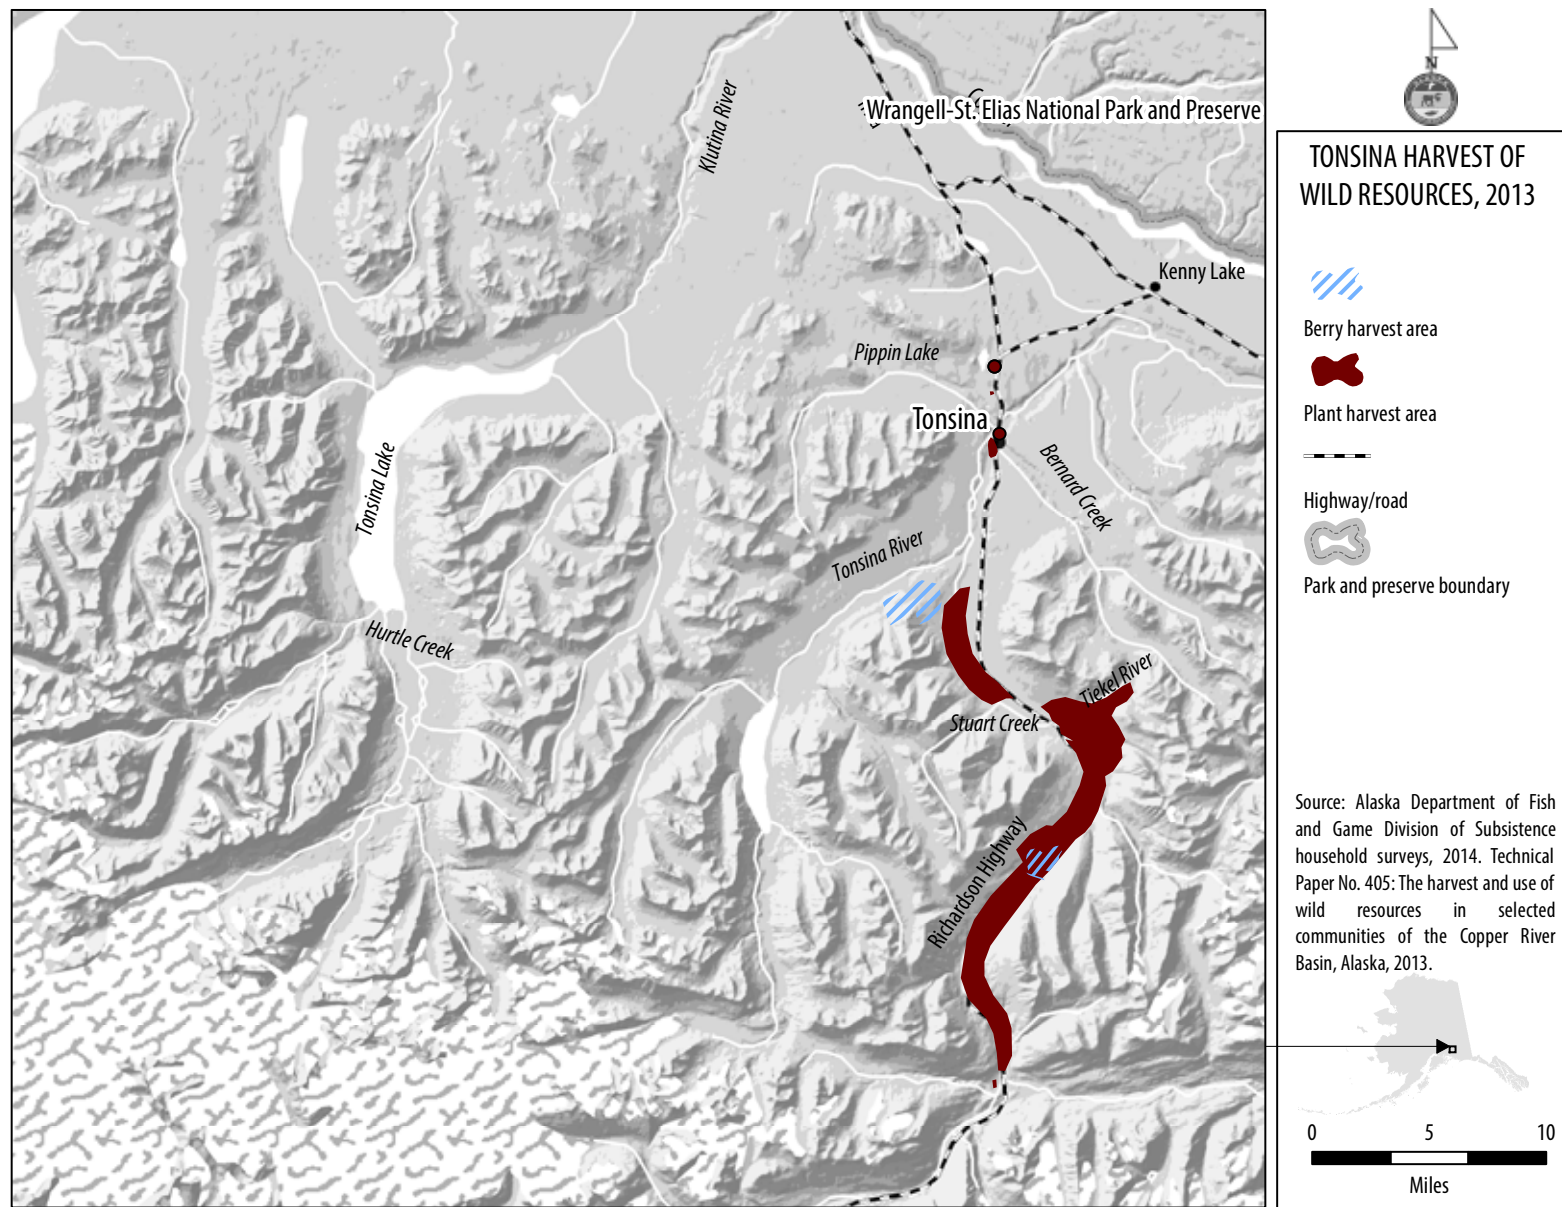 Klutina River
Wrangell-St. Elias National Park and Preserve
Kenny Lake
Pippin Lake
Tonsina
Bernard Creek
Tonsina Lake
Tonsina River
Hurtle Creek
Tiekel River
Stuart Creek
Richardson Highway
N
TONSINA HARVEST OF
WILD RESOURCES, 2013
Berry harvest area
Plant harvest area
Highway/road
Park and preserve boundary
Source: Alaska Department of Fish
and Game Division of Subsistence
household surveys, 2014. Technical
Paper No. 405: The harvest and use of
wild resources in selected
communities of the Copper River
Basin, Alaska, 2013.
0 5 10
Miles